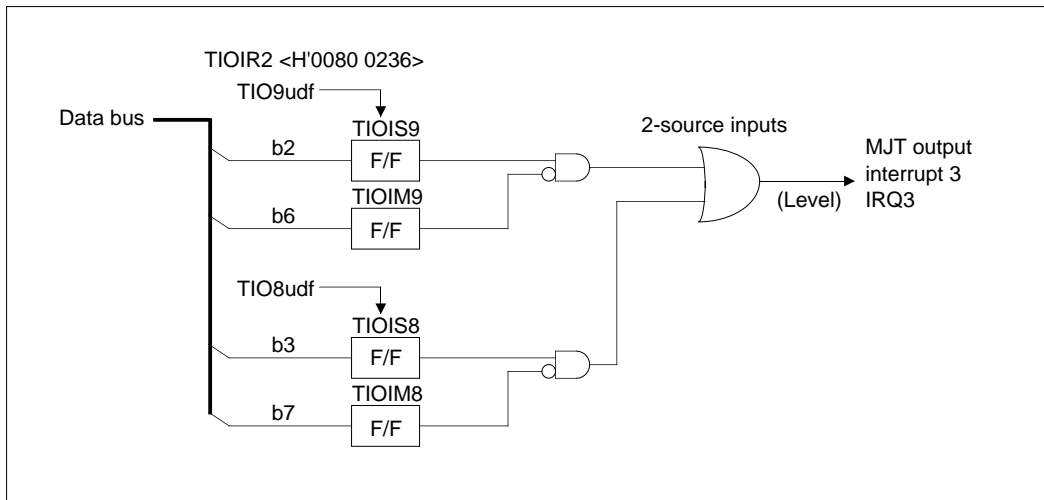 TIOIR2 <H'0080 0236>
TIO9udf
Data bus
TIOIS9
2-source inputs
b2
F/F
MJT output
interrupt 3
IRQ3
(Level)
TIOIM9
b6
F/F
TIO8udf
TIOIS8
b3
F/F
TIOIM8
b7
F/F